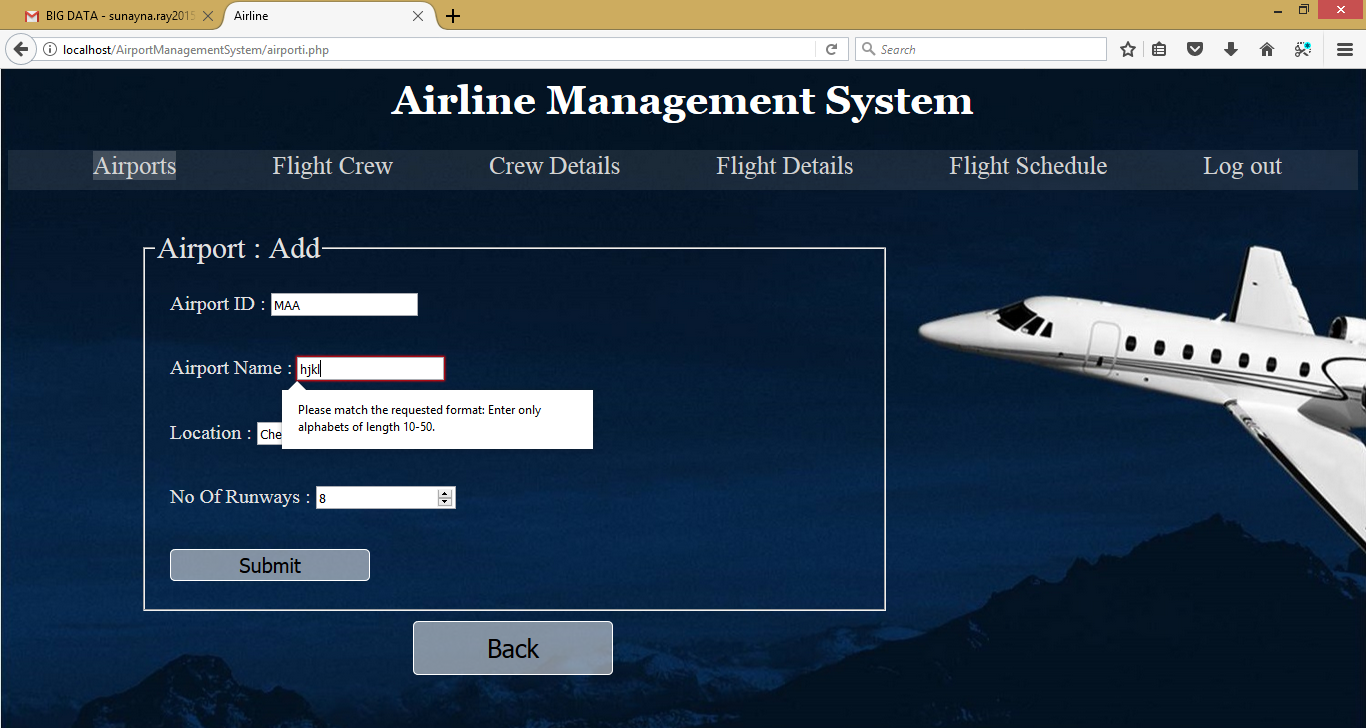 BIG DATA - sunayna.ray2015
Airline
localhost/AirportManagementSystem/airporti.php
Search
Airline Management System
Airports Flight Crew Crew Details Flight Details Flight Schedule Log out
Airport : Add
Airport ID : MAA
Airport Name : hjkl
Please match the requested format: Enter only
alphabets of length 10-50.
Location : Che
No Of Runways : 8
Submit
Back